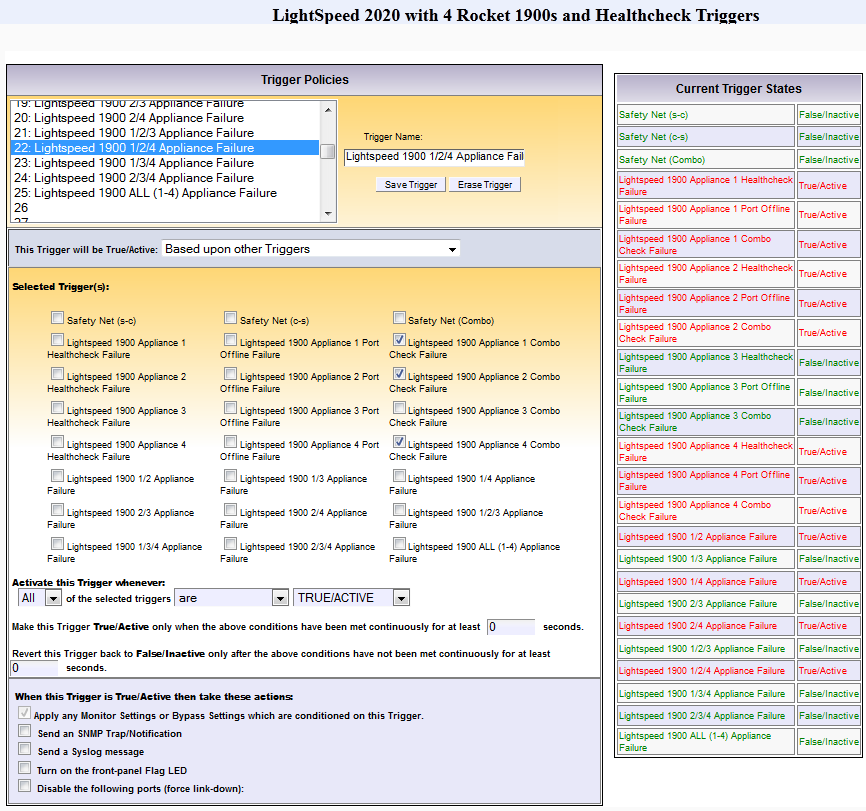 LightSpeed 2020 with 4 Rocket 1900s and Healthcheck Triggers
Trigger Policies
19: Lightspeed 1900 2/3 Appliance Failure
20: Lightspeed 1900 2/4 Appliance Failure
21: Lightspeed 1900 1/2/3 Appliance Failure
22: Lightspeed 1900 1/2/4 Appliance Failure
23: Lightspeed 1900 1/3/4 Appliance Failure
24: Lightspeed 1900 2/3/4 Appliance Failure
25: Lightspeed 1900 ALL (1-4) Appliance Failure
26
27
Trigger Name:
Lightspeed 1900 1/2/4 Appliance Fail
Save Trigger Erase Trigger
This Trigger will be True/Active: Based upon other Triggers
Selected Trigger(s):
Safety Net (s-c) Safety Net (c-s) Safety Net (Combo)
Lightspeed 1900 Appliance 1 Lightspeed 1900 Appliance 1 Port Lightspeed 1900 Appliance 1 Combo
Healthcheck Failure Offline Failure Check Failure
Lightspeed 1900 Appliance 2 Lightspeed 1900 Appliance 2 Port Lightspeed 1900 Appliance 2 Combo
Healthcheck Failure Offline Failure Check Failure
Lightspeed 1900 Appliance 3 Lightspeed 1900 Appliance 3 Port Lightspeed 1900 Appliance 3 Combo
Healthcheck Failure Offline Failure Check Failure
Lightspeed 1900 Appliance 4 Lightspeed 1900 Appliance 4 Port Lightspeed 1900 Appliance 4 Combo
Healthcheck Failure Offline Failure Check Failure
Lightspeed 1900 1/2 Appliance Lightspeed 1900 1/3 Appliance Lightspeed 1900 1/4 Appliance
Failure Failure Failure
Lightspeed 1900 2/3 Appliance Lightspeed 1900 2/4 Appliance Lightspeed 1900 1/2/3 Appliance
Failure Failure Failure
Lightspeed 1900 1/3/4 Appliance Lightspeed 1900 2/3/4 Appliance Lightspeed 1900 ALL (1-4) Appliance
Failure Failure Failure
Activate this Trigger whenever:
All of the selected triggers are TRUE/ACTIVE
Make this Trigger True/Active only when the above conditions have been met continuously for at least 0 seconds.
Revert this Trigger back to False/Inactive only after the above conditions have not been met continuously for at least
0 seconds.
When this Trigger is True/Active then take these actions:
Apply any Monitor Settings or Bypass Settings which are conditioned on this Trigger.
Send an SNMP Trap/Notification
Send a Syslog message
Turn on the front-panel Flag LED
Disable the following ports (force link-down):
Current Trigger States
Safety Net (s-c) False/Inactive
Safety Net (c-s) False/Inactive
Safety Net (Combo) False/Inactive
Lightspeed 1900 Appliance 1 Healthcheck
Failure True/Active
Lightspeed 1900 Appliance 1 Port Offline
Failure True/Active
Lightspeed 1900 Appliance 1 Combo
Check Failure True/Active
Lightspeed 1900 Appliance 2 Healthcheck
Failure True/Active
Lightspeed 1900 Appliance 2 Port Offline
Failure True/Active
Lightspeed 1900 Appliance 2 Combo
Check Failure True/Active
Lightspeed 1900 Appliance 3 Healthcheck
Failure False/Inactive
Lightspeed 1900 Appliance 3 Port Offline
Failure False/Inactive
Lightspeed 1900 Appliance 3 Combo
Check Failure False/Inactive
Lightspeed 1900 Appliance 4 Healthcheck
Failure True/Active
Lightspeed 1900 Appliance 4 Port Offline
Failure True/Active
Lightspeed 1900 Appliance 4 Combo
Check Failure True/Active
Lightspeed 1900 1/2 Appliance Failure True/Active
Lightspeed 1900 1/3 Appliance Failure False/Inactive
Lightspeed 1900 1/4 Appliance Failure True/Active
Lightspeed 1900 2/3 Appliance Failure False/Inactive
Lightspeed 1900 2/4 Appliance Failure True/Active
Lightspeed 1900 1/2/3 Appliance Failure False/Inactive
Lightspeed 1900 1/2/4 Appliance Failure True/Active
Lightspeed 1900 1/3/4 Appliance Failure False/Inactive
Lightspeed 1900 2/3/4 Appliance Failure False/Inactive
Lightspeed 1900 ALL (1-4) Appliance
Failure False/Inactive